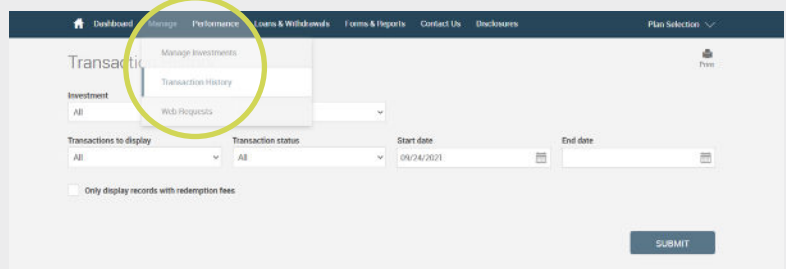 Dashboard Manage Performance Loans & Withdrawals Forms & Reports Contact Us Disclosures Plan Selection
Manage Investments
Transactio
Print
Transaction History
Investment
All
Web Requests
Transactions to display Transaction status Start date End date
All All 09/24/2021
Only display records with redemption fees
SUBMIT